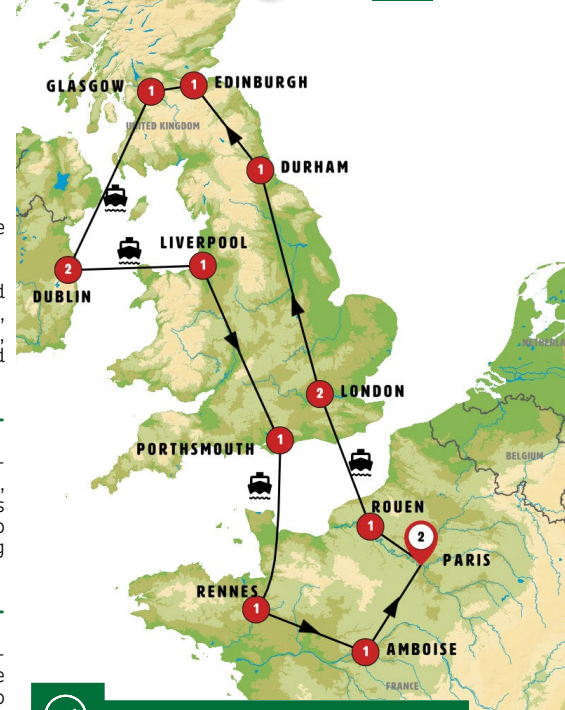 GLASGOW
1
1
EDINBURGH
UNITED KINGDOM
1
DURHAM
LIVERPOOL
2
1
DUBLIN
2
LONDON
PORTHSMOUTH
1
BELGIUM
ROUEN
1
2
PARIS
RENNES
1
1
AMBOISE
FRANCE